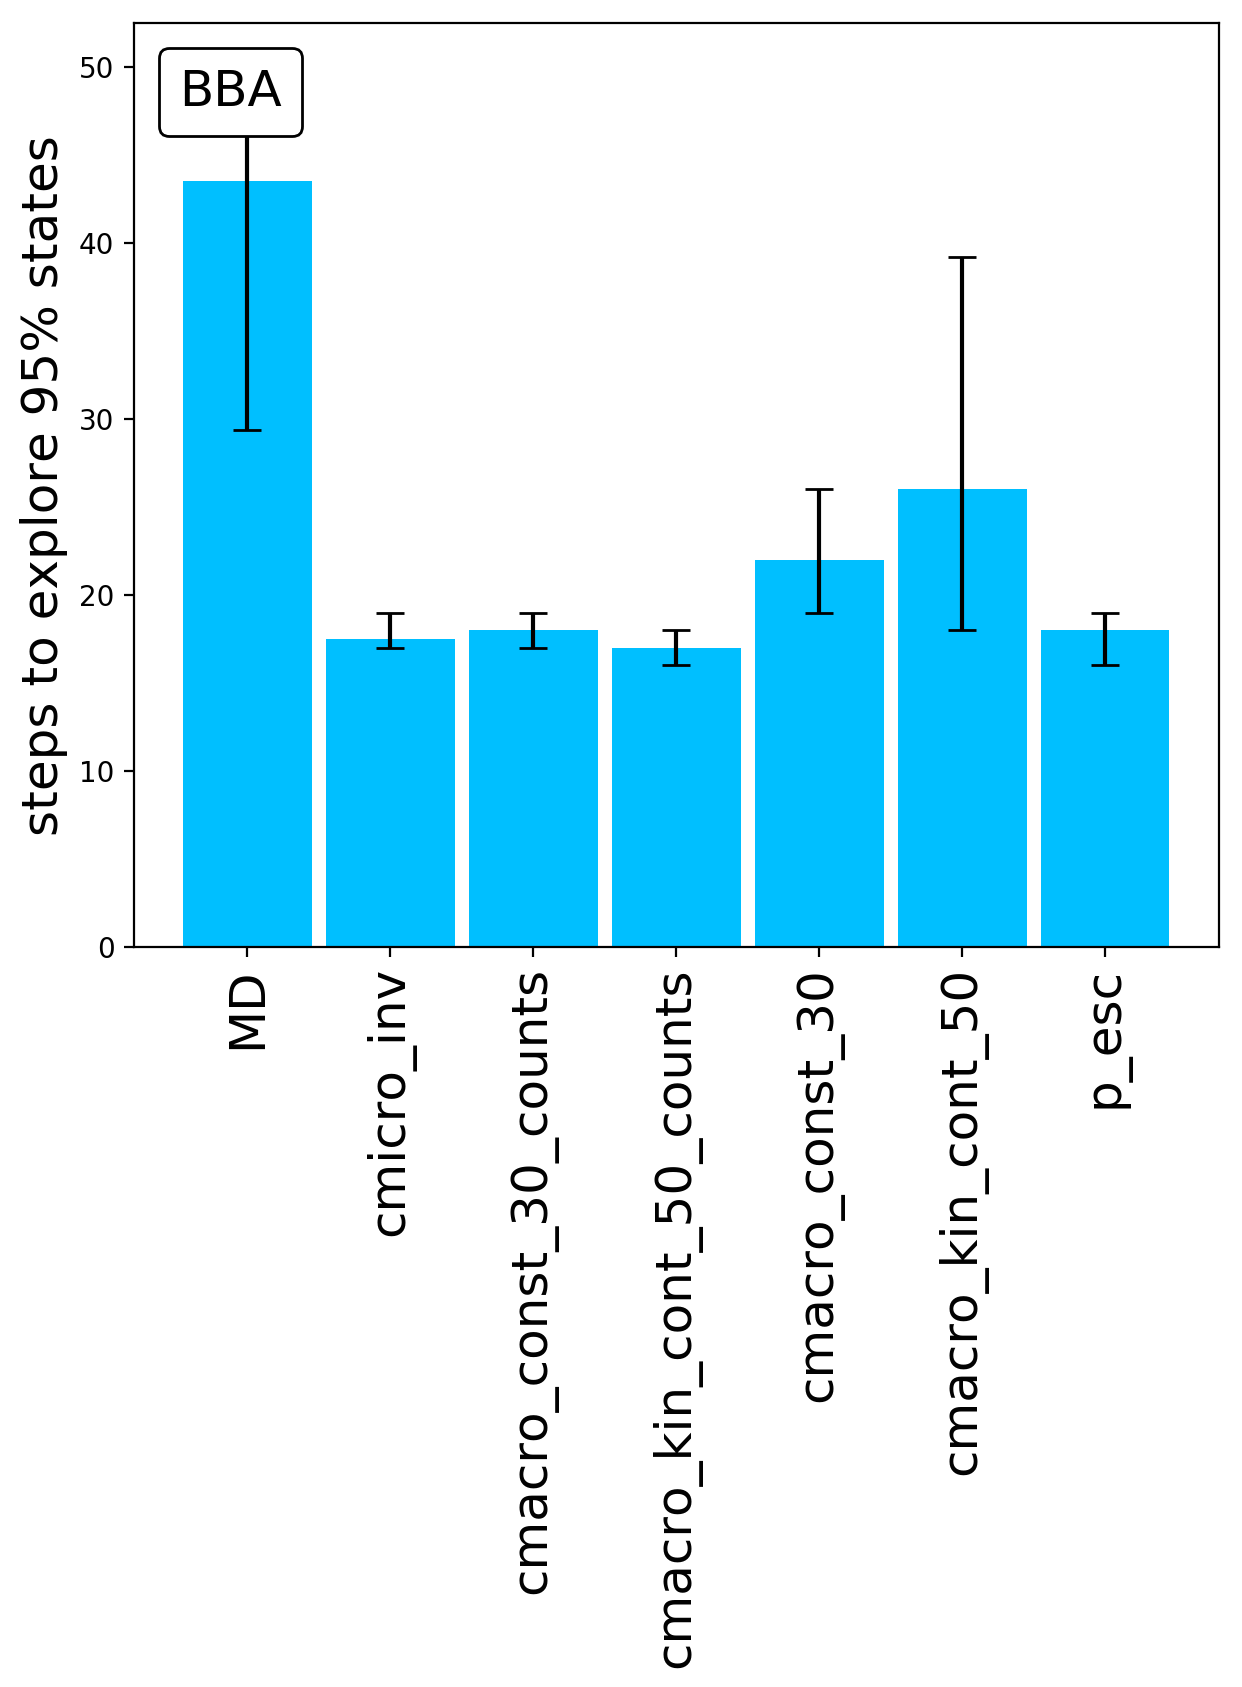 BBA
steps to explore 95% states
50
40
30
20
10
0
MD
cmicro_inv
cmacro_const_30_counts
cmacro_kin_cont_50_counts
cmacro_const_30
cmacro_kin_cont_50
p_esc